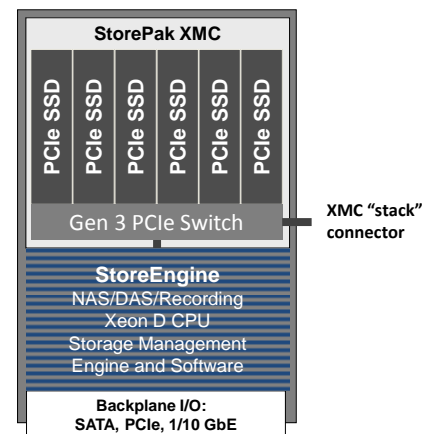 StorePak XMC
PCIe SSD
PCIe SSD
PCIe SSD
PCIe SSD
PCIe SSD
PCIe SSD
Gen 3 PCIe Switch
XMC “stack”
connector
StoreEngine
NAS/DAS/Recording
Xeon D CPU
Storage Management
Engine and Software
Backplane I/O:
SATA, PCIe, 1/10 GbE